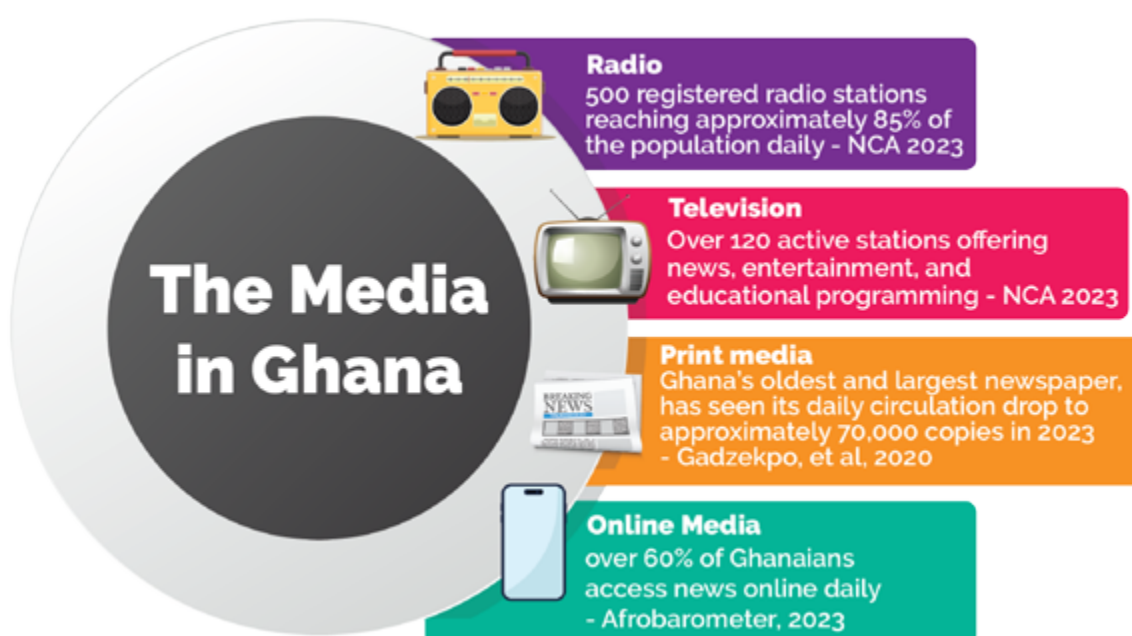 The Media
in Ghana
Radio
500 registered radio stations
reaching approximately 85% of
the population daily - NCA 2023
Television
Over 120 active stations offering
news, entertainment, and
educational programming - NCA 2023
Print media
Ghana's oldest and largest newspaper,
has seen its daily circulation drop to
approximately 70,000 copies in 2023
- Gadzekpo, et al, 2020
BREAKING
NEWS
Online Media
over 60% of Ghanaians
access news online daily
- Afrobarometer, 2023